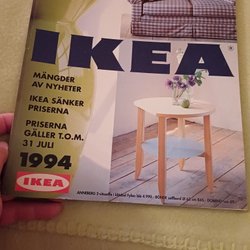 IKEA
MÄNGDER
AV NYHETER
IKEA SÄNKER
PRISERNA
PRISERNA
GÄLLER T.O.M.
31 JULI
1994
IKEA